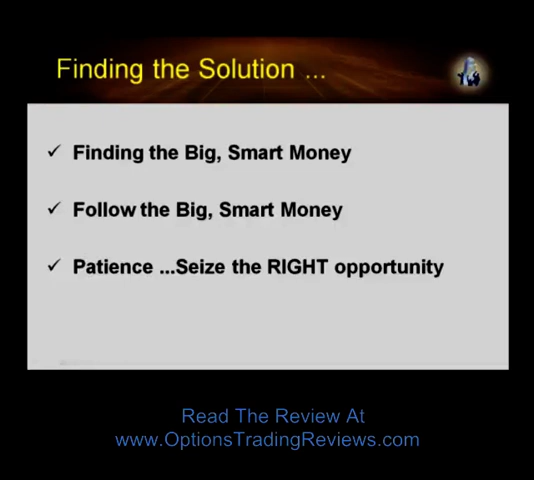 Finding the Solution ...
✓ Finding the Big, Smart Money
✓ Follow the Big, Smart Money
✓ Patience ...Seize the RIGHT opportunity
Read The Review At
www.OptionsTradingReviews.com